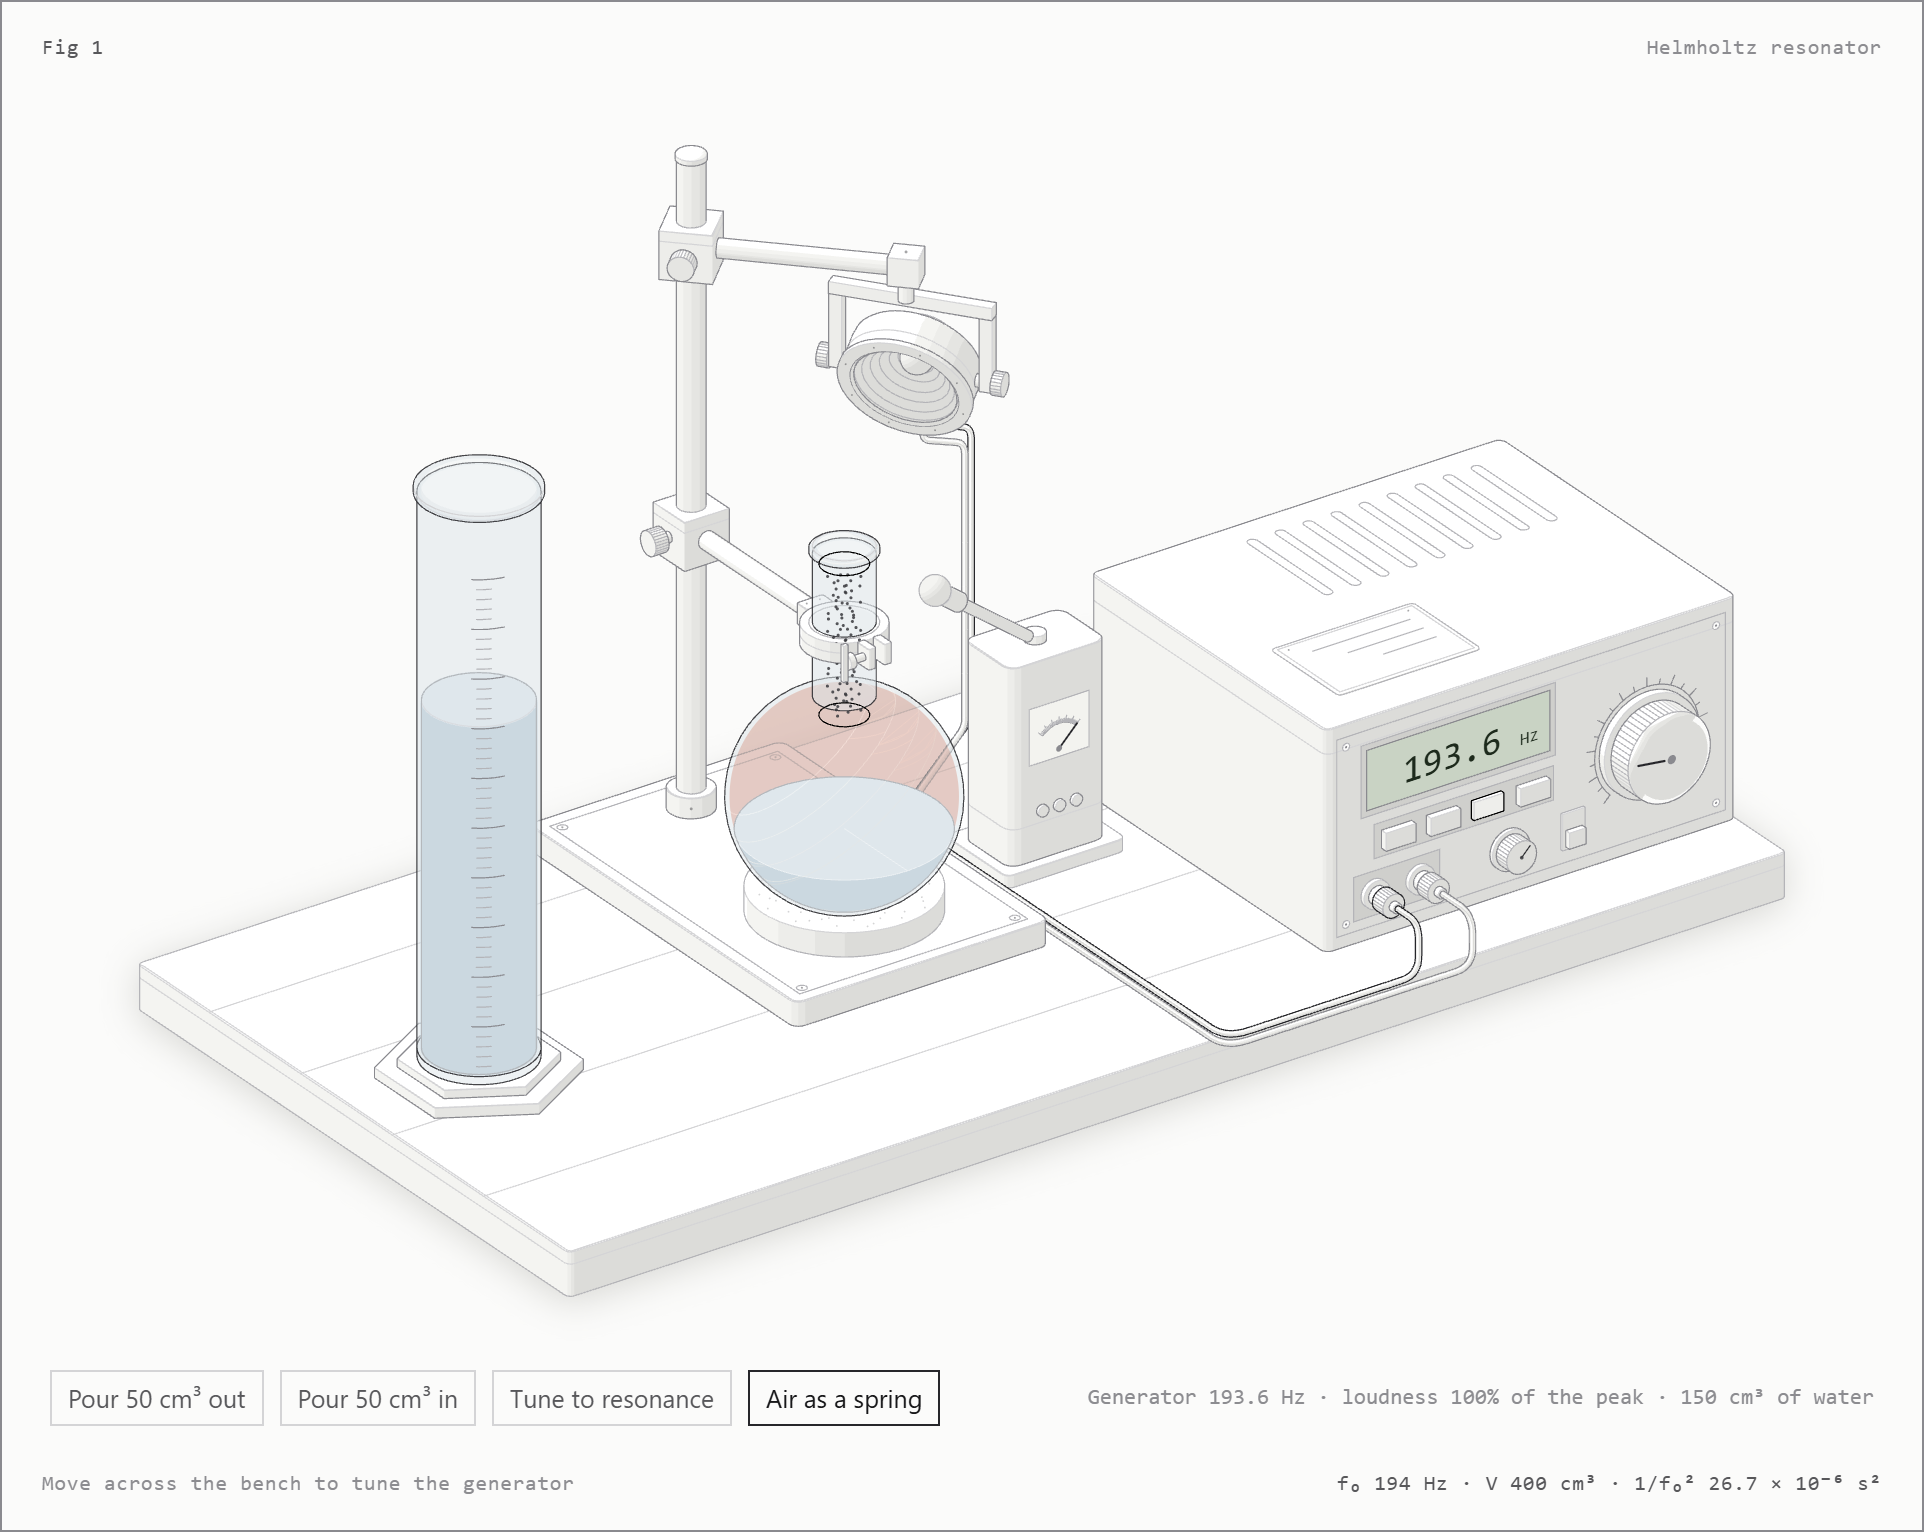 Fig 1
Helmholtz resonator
193.6 HZ
Pour 50 cm³ out
Pour 50 cm³ in
Tune to resonance
Air as a spring
Generator 193.6 Hz · loudness 100% of the peak · 150 cm³ of water
Move across the bench to tune the generator
f₀ 194 Hz · V 400 cm³ · 1/f₀² 26.7 × 10⁻⁶ s²